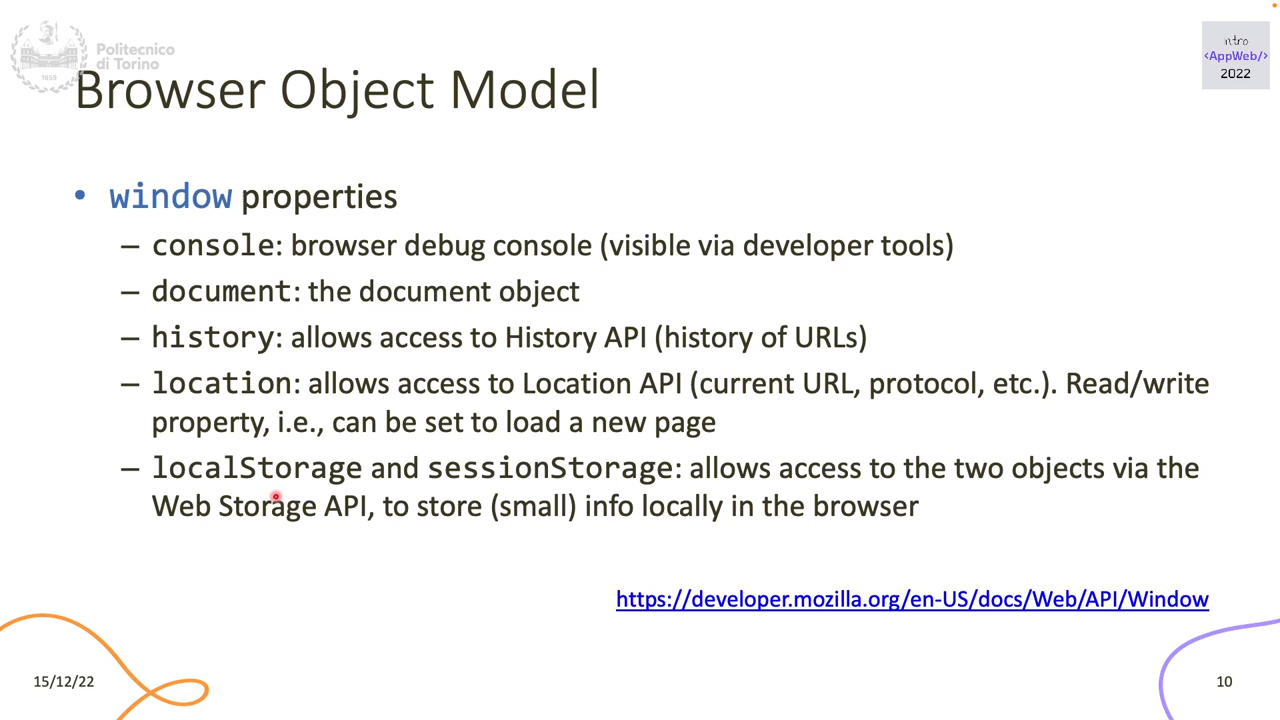 Politecnico
di Torino
1859
ntro
<AppWeb/>
2022
Browser Object Model
• window properties
– console: browser debug console (visible via developer tools)
– document: the document object
– history: allows access to History API (history of URLs)
– location: allows access to Location API (current URL, protocol, etc.). Read/write
property, i.e., can be set to load a new page
– localStorage and sessionStorage: allows access to the two objects via the
Web Storage API, to store (small) info locally in the browser
https://developer.mozilla.org/en-US/docs/Web/API/Window
15/12/22
10